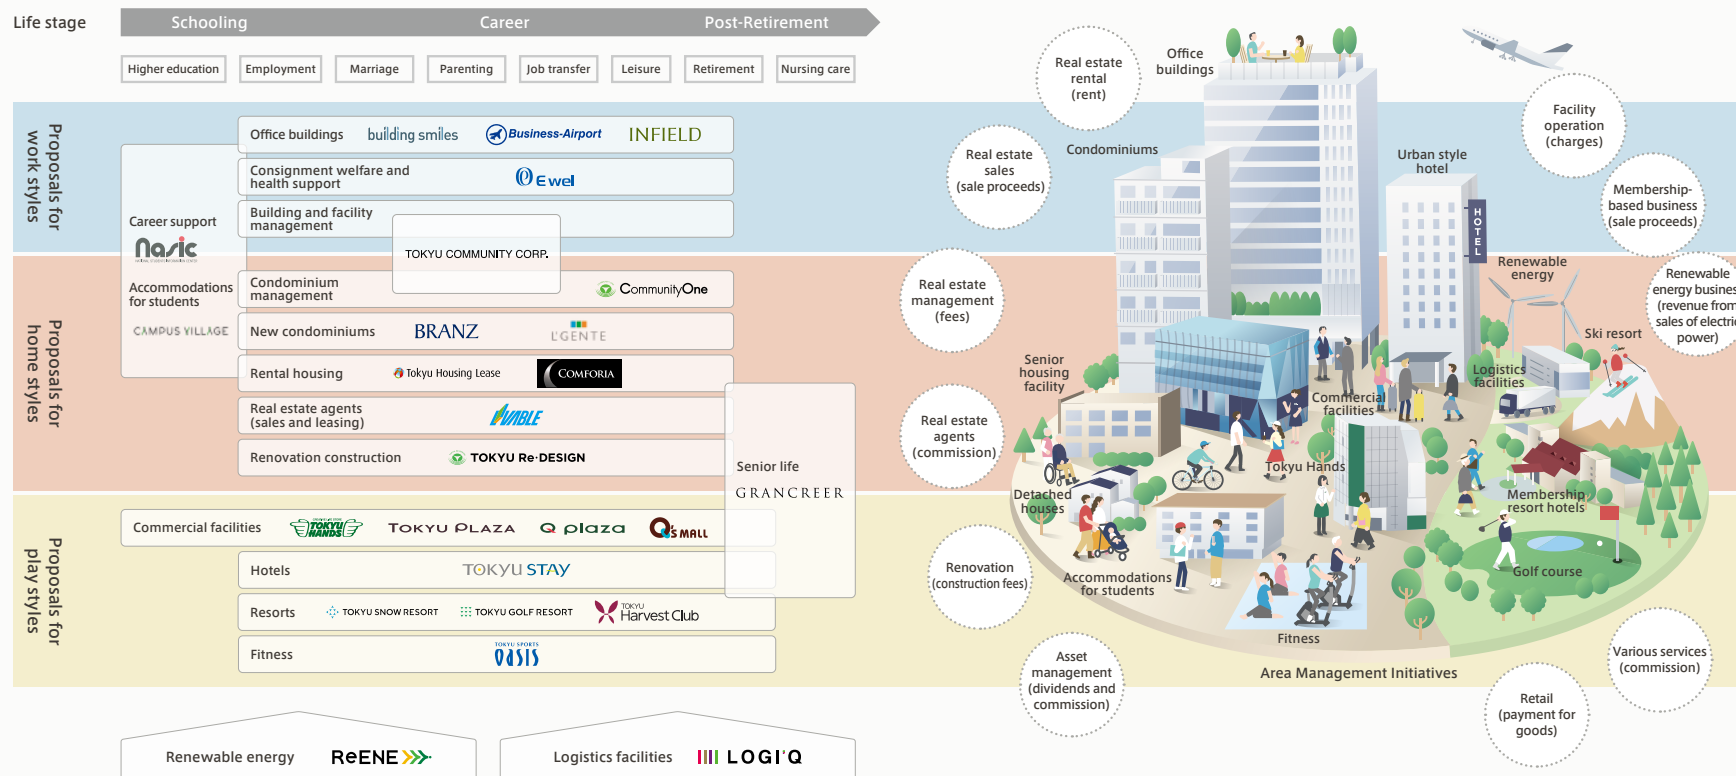 Life stage
Schooling
Career
Post-Retirement
Higher education
Employment
Marriage
Parenting
Job transfer
Leisure
Retirement
Nursing care
Proposals for
work styles
Career support
Nasic
NATIONAL STUDENT INFORMATION CENTER
Accommodations
for students
CAMPUS VILLAGE
Office buildings
building smiles
Business-Airport
INFIELD
Consignment welfare and
health support
Ewel
Building and facility
management
TOKYU COMMUNITY CORP.
Proposals for
home styles
Condominium
management
CommunityOne
New condominiums
BRANZ
L'GENTE
Rental housing
Tokyu Housing Lease
COMFORIA
Real estate agents
(sales and leasing)
LIVABLE
Renovation construction
TOKYU Re·DESIGN
Senior life
GRANCREER
Proposals for
play styles
Commercial facilities
TOKYU
HANDS
TOKYU PLAZA
Q plaza
Q'S MALL
Hotels
TOKYU STAY
Resorts
TOKYU SNOW RESORT
TOKYU GOLF RESORT
TOKYU
Harvest Club
Fitness
TOKYU SPORTS
OASIS
Renewable energy
ReENE
Logistics facilities
LOGI'Q
Real estate
rental
(rent)
Office
buildings
Facility
operation
(charges)
Real estate
sales
(sale proceeds)
Condominiums
Urban style
hotel
HOTEL
Membership-
based business
(sale proceeds)
Real estate
management
(fees)
Renewable
energy
Renewable
energy busines
(revenue from
sales of electric
power)
Ski resort
Senior
housing
facility
Logistics
facilities
Commercial
facilities
Real estate
agents
(commission)
Tokyu Hands
Detached
houses
Membership
resort hotels
Renovation
(construction fees)
Accommodations
for students
Golf course
Fitness
Asset
management
(dividends and
commission)
Area Management Initiatives
Various services
(commission)
Retail
(payment for
goods)